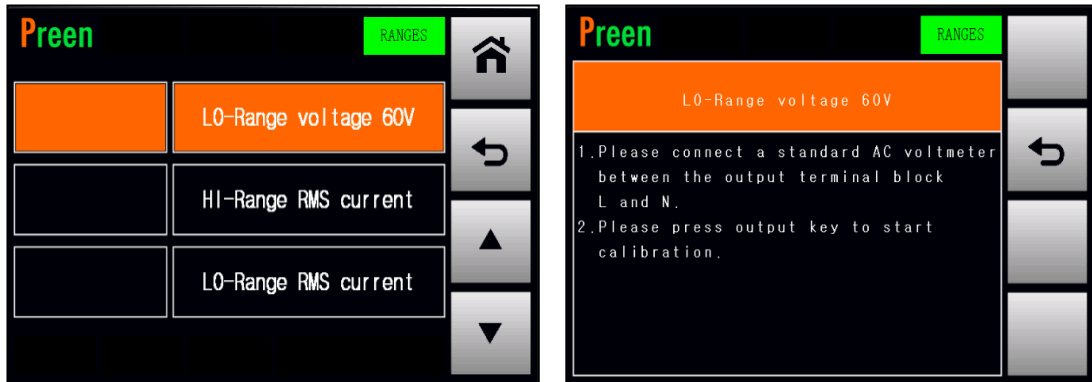 Preen
RANGES
LO-Range voltage 60V
HI-Range RMS current
LO-Range RMS current
Preen
RANGES
LO-Range voltage 60V
1.Please connect a standard AC voltmeter
between the output terminal block
L and N.
2.Please press output key to start
calibration.